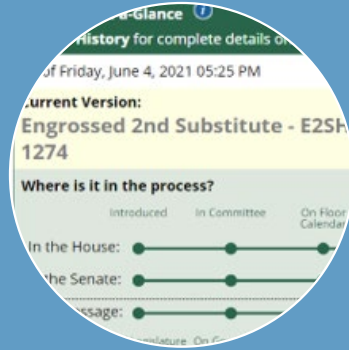 a-Glance
History for complete details o
of Friday, June 4, 2021 05:25 PM
Current Version:
Engrossed 2nd Substitute - E2SH
1274
Where is it in the process?
Introduced In Committee On Floor Calendar
In the House:
the Senate:
ssage: